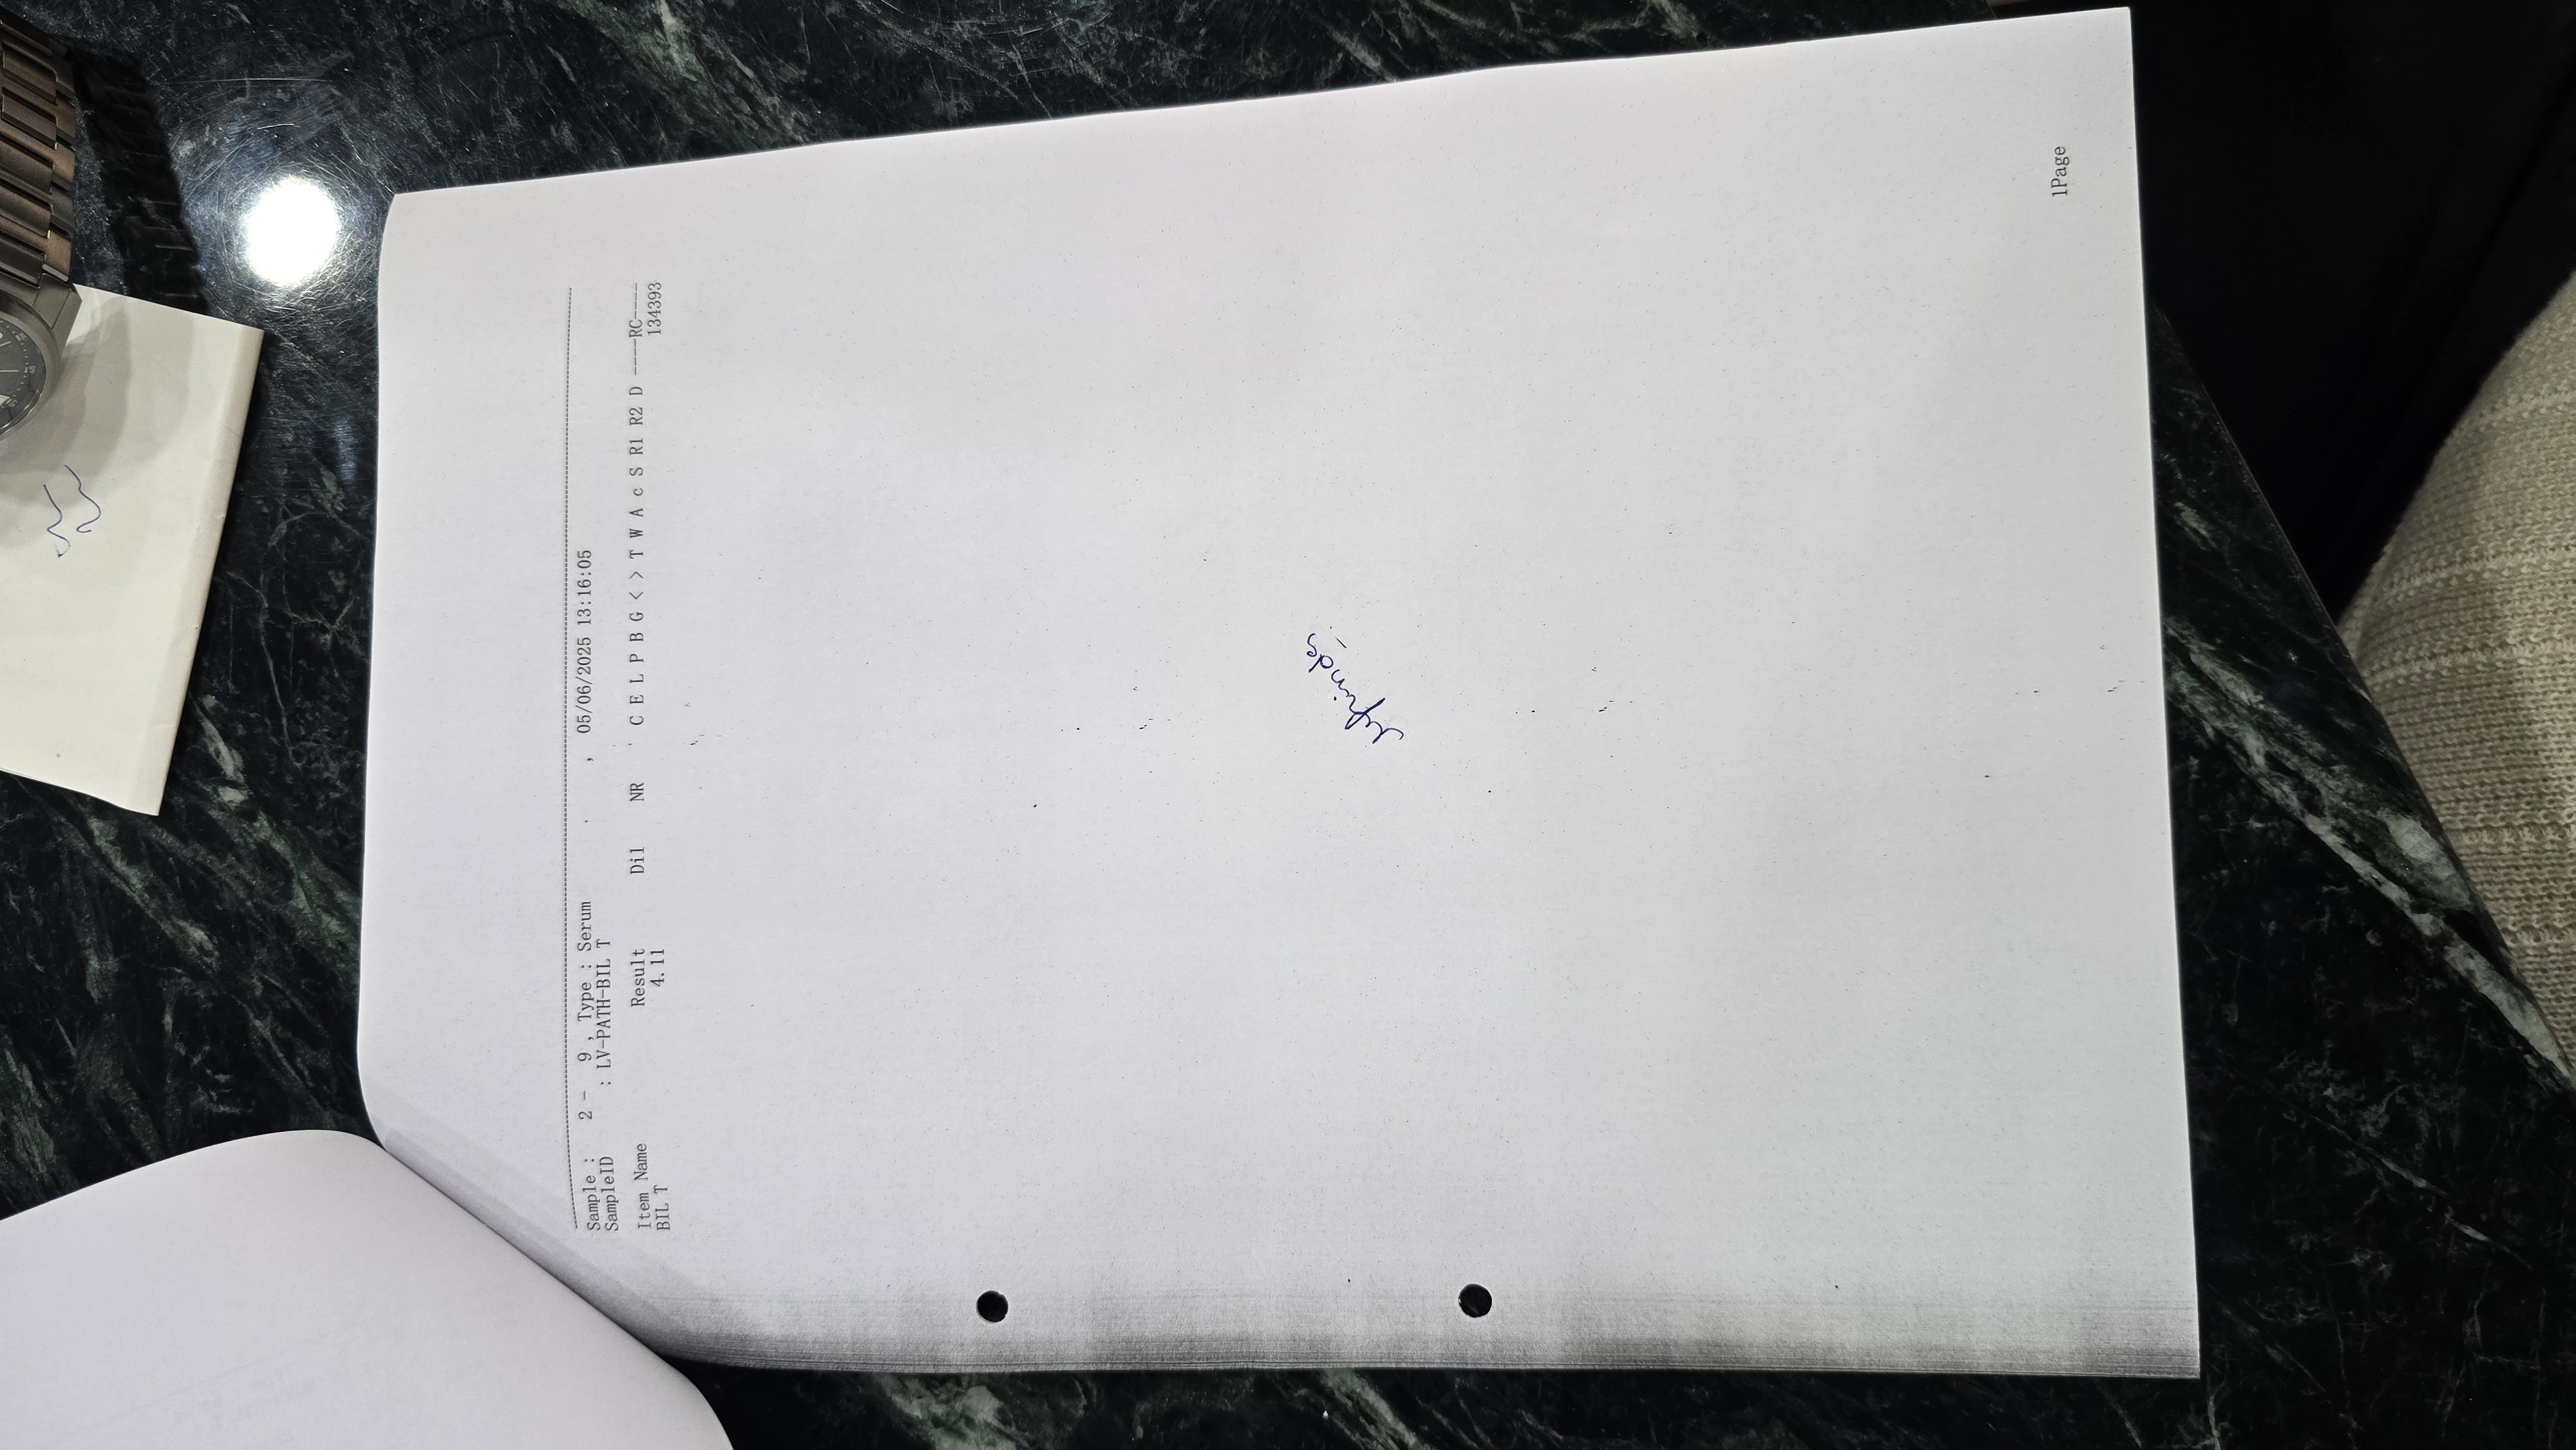 Sample :    2 -   9 , Type : Serum          ,  05/06/2025 13:16:05
SampleID      : LV-PATH-BIL T
Item Name    Result    Dil    NR    C E L P B G < > T W A c S R1 R2 D ----RC----
BIL T    4.11    134393
1Page